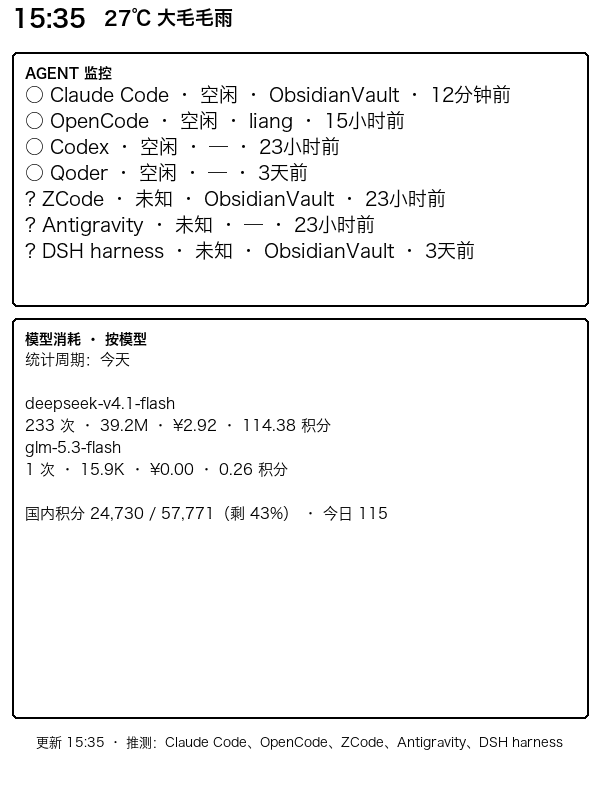 15:35 27℃ 大毛毛雨
AGENT 监控
○ Claude Code · 空闲 · ObsidianVault · 12分钟前
○ OpenCode · 空闲 · liang · 15小时前
○ Codex · 空闲 · — · 23小时前
○ Qoder · 空闲 · — · 3天前
? ZCode · 未知 · ObsidianVault · 23小时前
? Antigravity · 未知 · — · 23小时前
? DSH harness · 未知 · ObsidianVault · 3天前
模型消耗 · 按模型
统计周期：今天
deepseek-v4.1-flash
233 次 · 39.2M · ¥2.92 · 114.38 积分
glm-5.3-flash
1 次 · 15.9K · ¥0.00 · 0.26 积分
国内积分 24,730 / 57,771（剩 43%） · 今日 115
更新 15:35 · 推测：Claude Code、OpenCode、ZCode、Antigravity、DSH harness